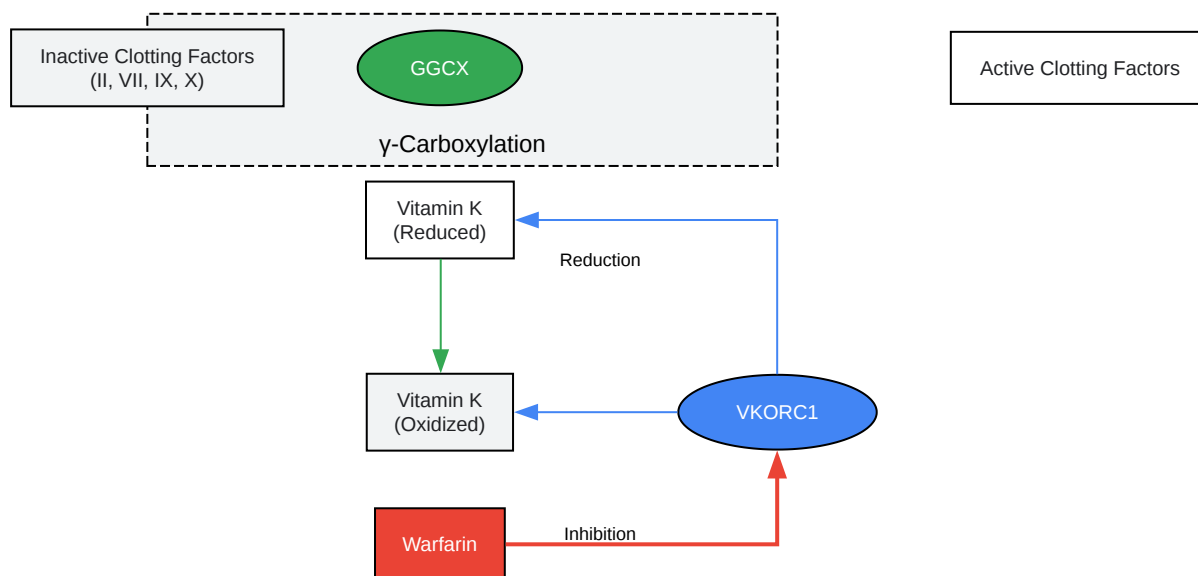 Inactive Clotting Factors
(II, VII, IX, X)
GGCX
Active Clotting Factors
γ-Carboxylation
Vitamin K
(Reduced)
Reduction
Vitamin K
(Oxidized)
VKORC1
Warfarin
Inhibition